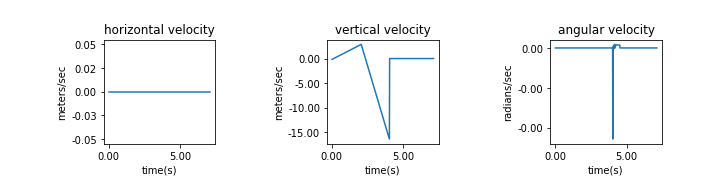 horizontal velocity
0.05
0.02
0.00
-0.03
-0.05
meters/sec
0.00 5.00
time(s)
vertical velocity
0.00
-5.00
-10.00
-15.00
meters/sec
0.00 5.00
time(s)
angular velocity
0.00
-0.00
-0.00
radians/sec
0.00 5.00
time(s)